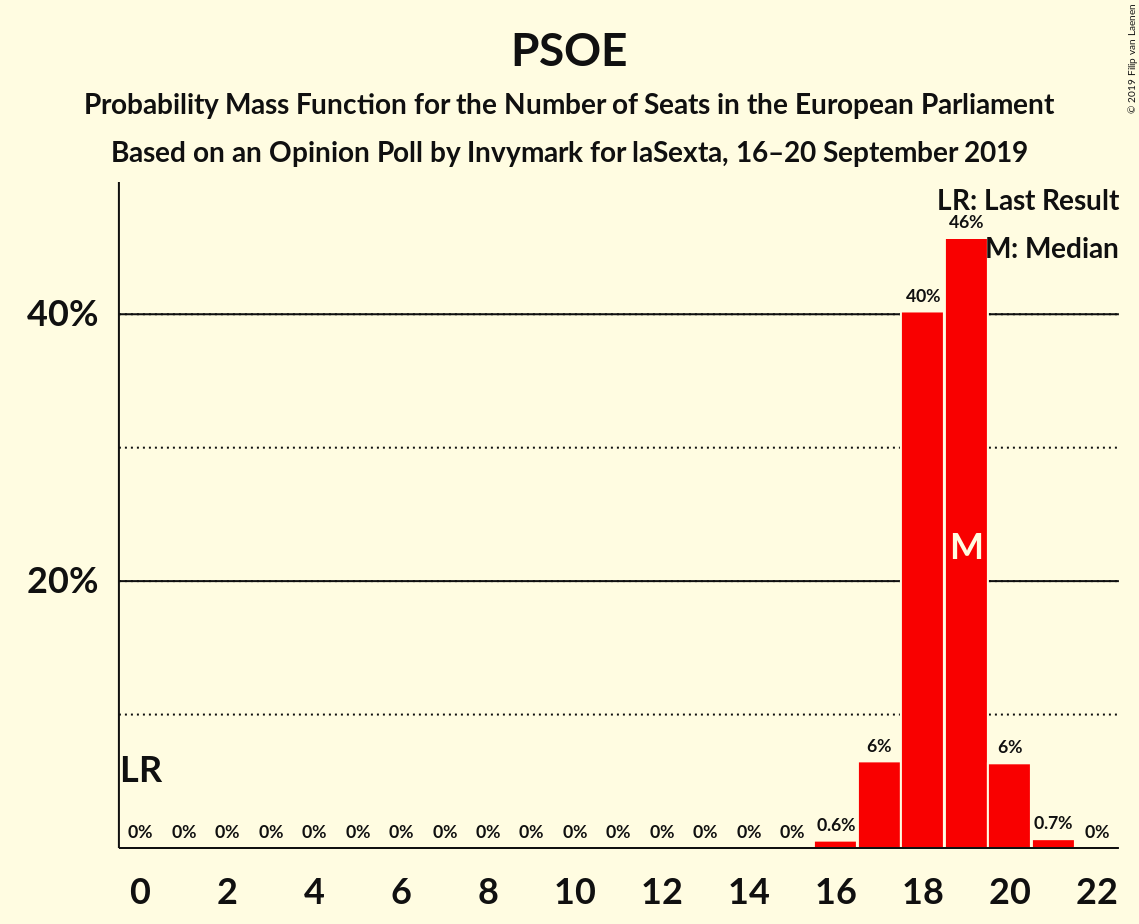 PSOE
Probability Mass Function for the Number of Seats in the European Parliament
Based on an Opinion Poll by Invymark for laSexta, 16–20 September 2019
© 2019 Filip van Laenen
LR: Last Result
M: Median
46%
40%
40%
M
20%
LR
6%
6%
0% 0% 0% 0% 0% 0% 0% 0% 0% 0% 0% 0% 0% 0% 0% 0% 0.6% 0.7% 0%
0 2 4 6 8 10 12 14 16 18 20 22